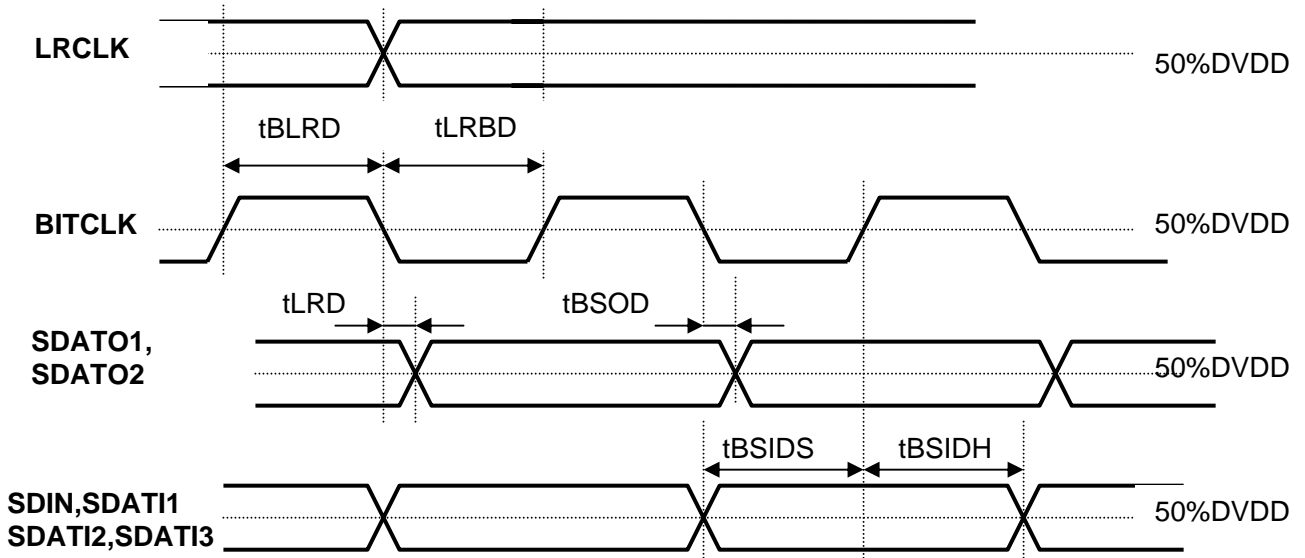 LRCLK
50%DVDD
tBLRD
tLRBD
BITCLK
50%DVDD
tLRD
tBSOD
SDATO1,
SDATO2
50%DVDD
tBSIDS
tBSIDH
SDIN,SDATI1
SDATI2,SDATI3
50%DVDD